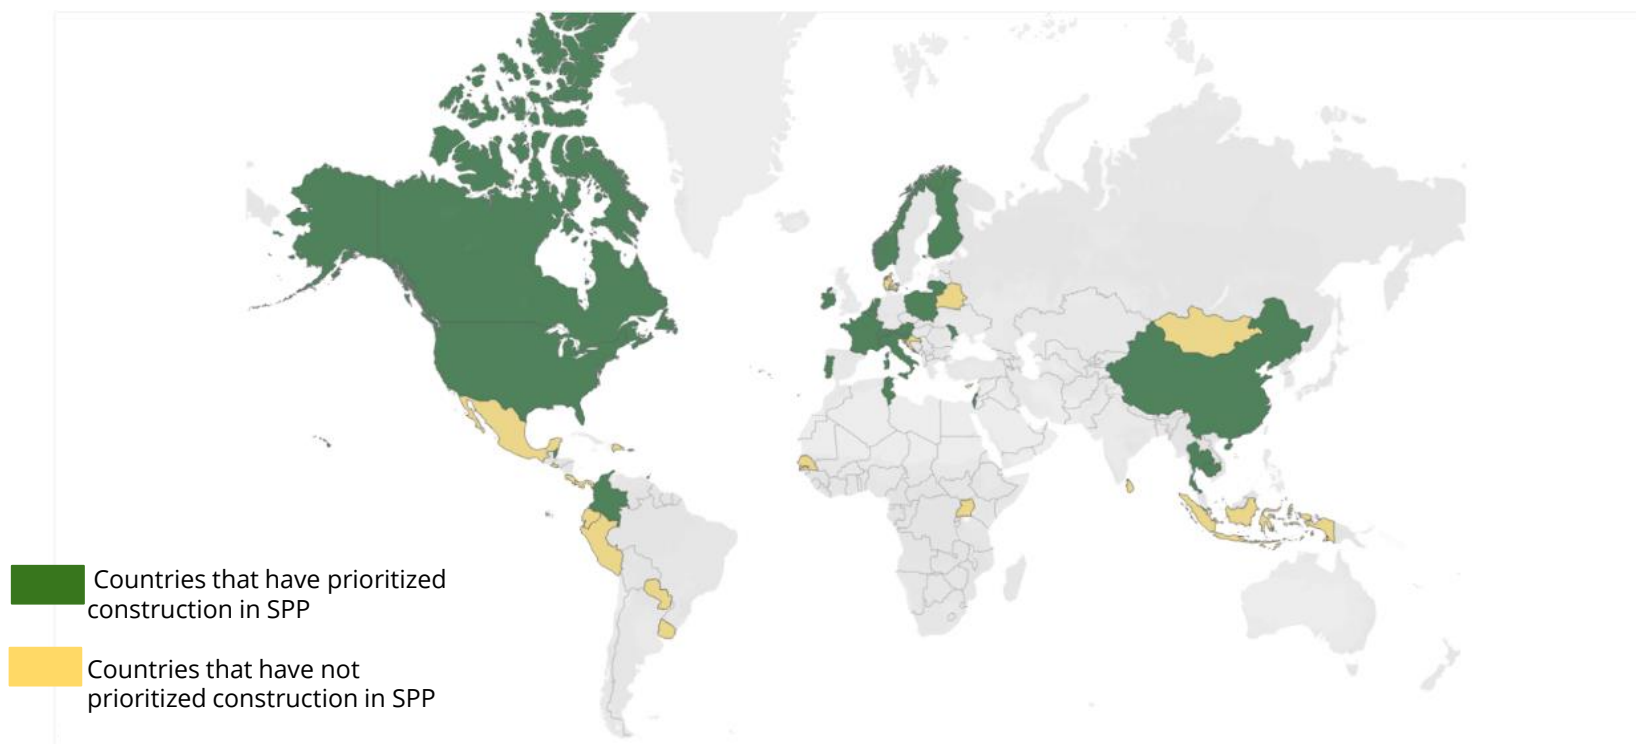 Countries that have prioritized
construction in SPP
Countries that have not
prioritized construction in SPP